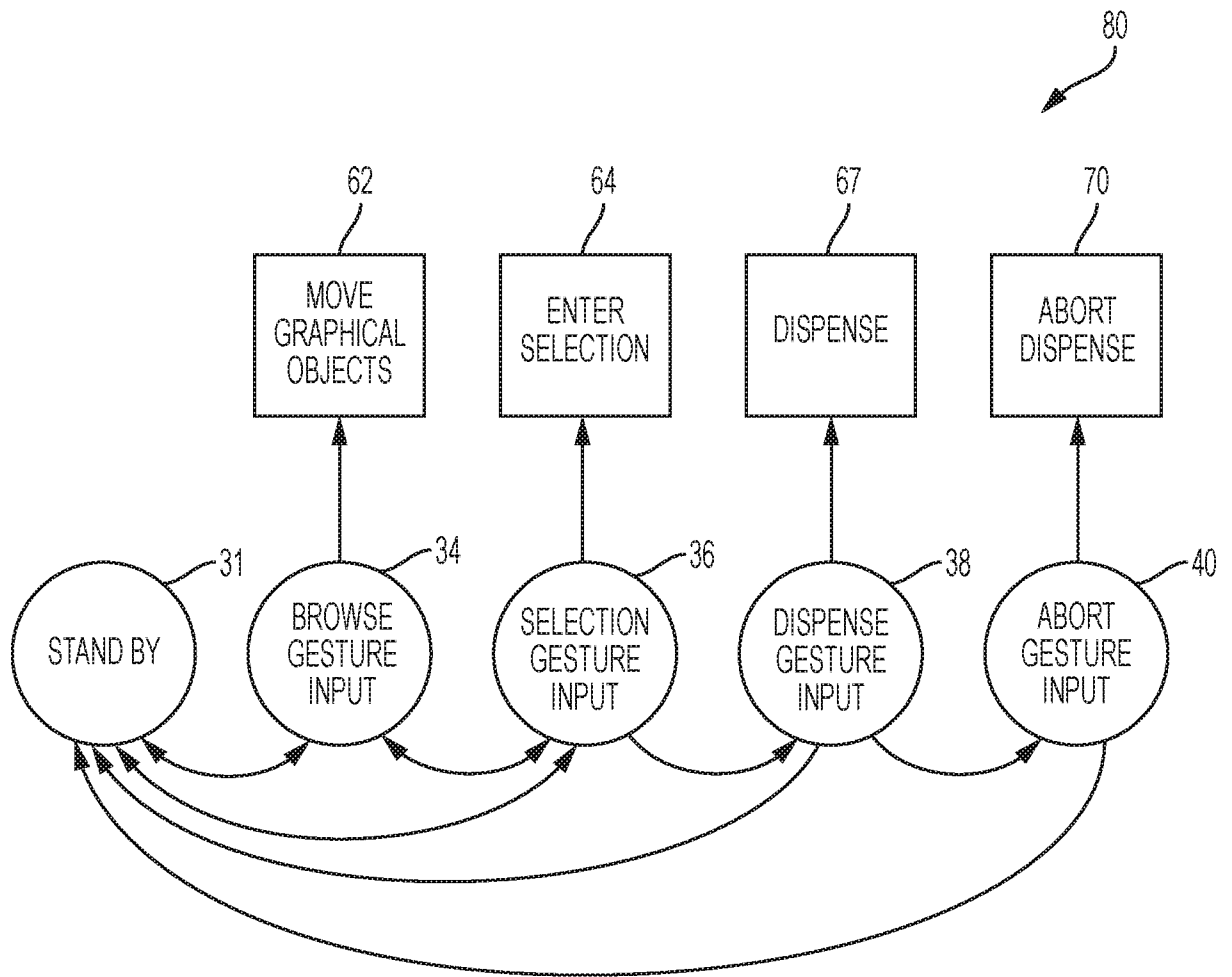 80
62
64
67
70
MOVE
GRAPHICAL
OBJECTS
ENTER
SELECTION
DISPENSE
ABORT
DISPENSE
31
34
36
38
40
STAND BY
BROWSE
GESTURE
INPUT
SELECTION
GESTURE
INPUT
DISPENSE
GESTURE
INPUT
ABORT
GESTURE
INPUT